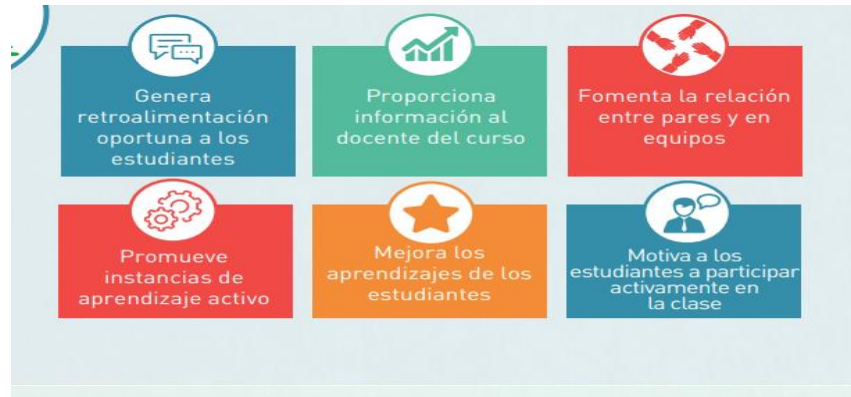 Genera
retroalimentación
oportuna a los
estudiantes
Proporciona
información al
docente del curso
Fomenta la relación
entre pares y en
equipos
Promueve
instancias de
aprendizaje activo
Mejora los
aprendizajes de los
estudiantes
Motiva a los
estudiantes a participar
activamente en
la clase